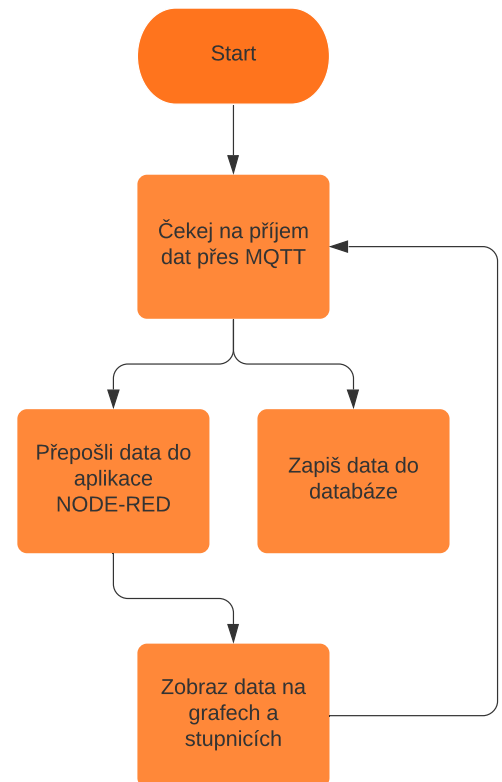 Start
Čekej na příjem
dat přes MQTT
Přepošli data do
aplikace
NODE-RED
Zapiš data do
databáze
Zobraz data na
grafech a
stupnicích